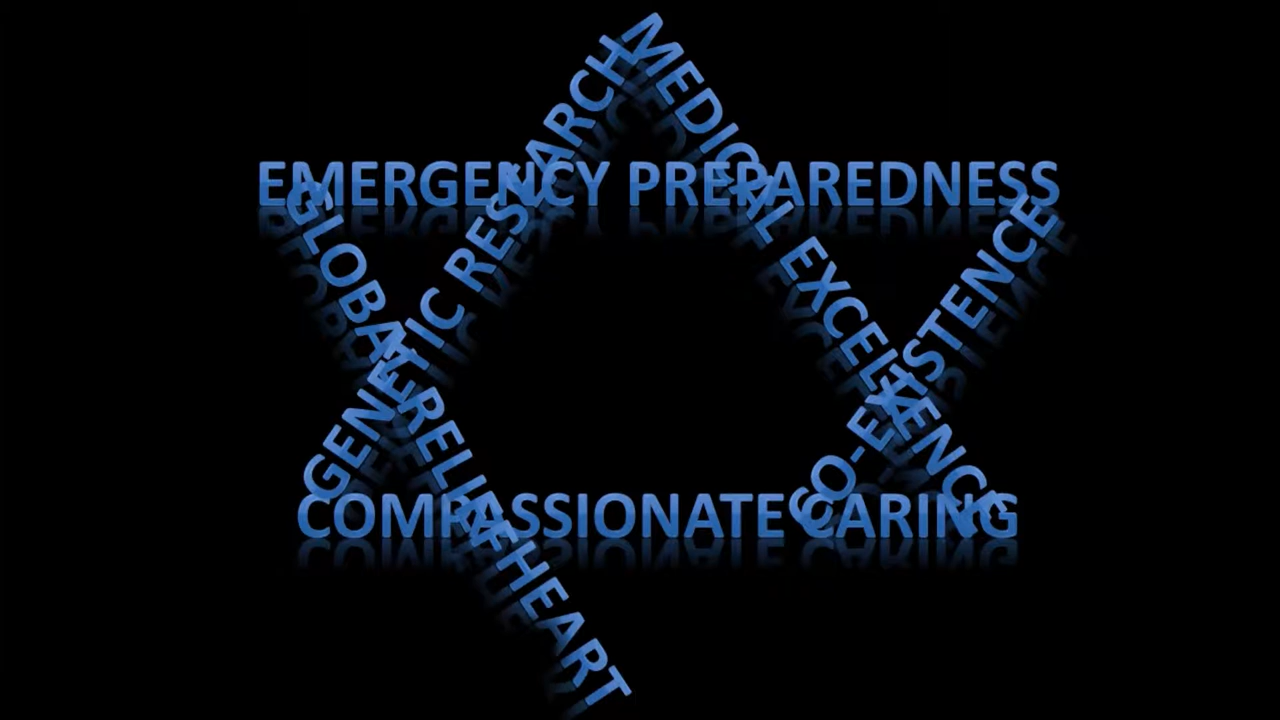 MEDICAL EXCELLENCE
GENETIC RESEARCH
EMERGENCY PREPAREDNESS
GLOBAL RELIEF
CO-EXISTENCE
COMPASSIONATE CARING
HEART